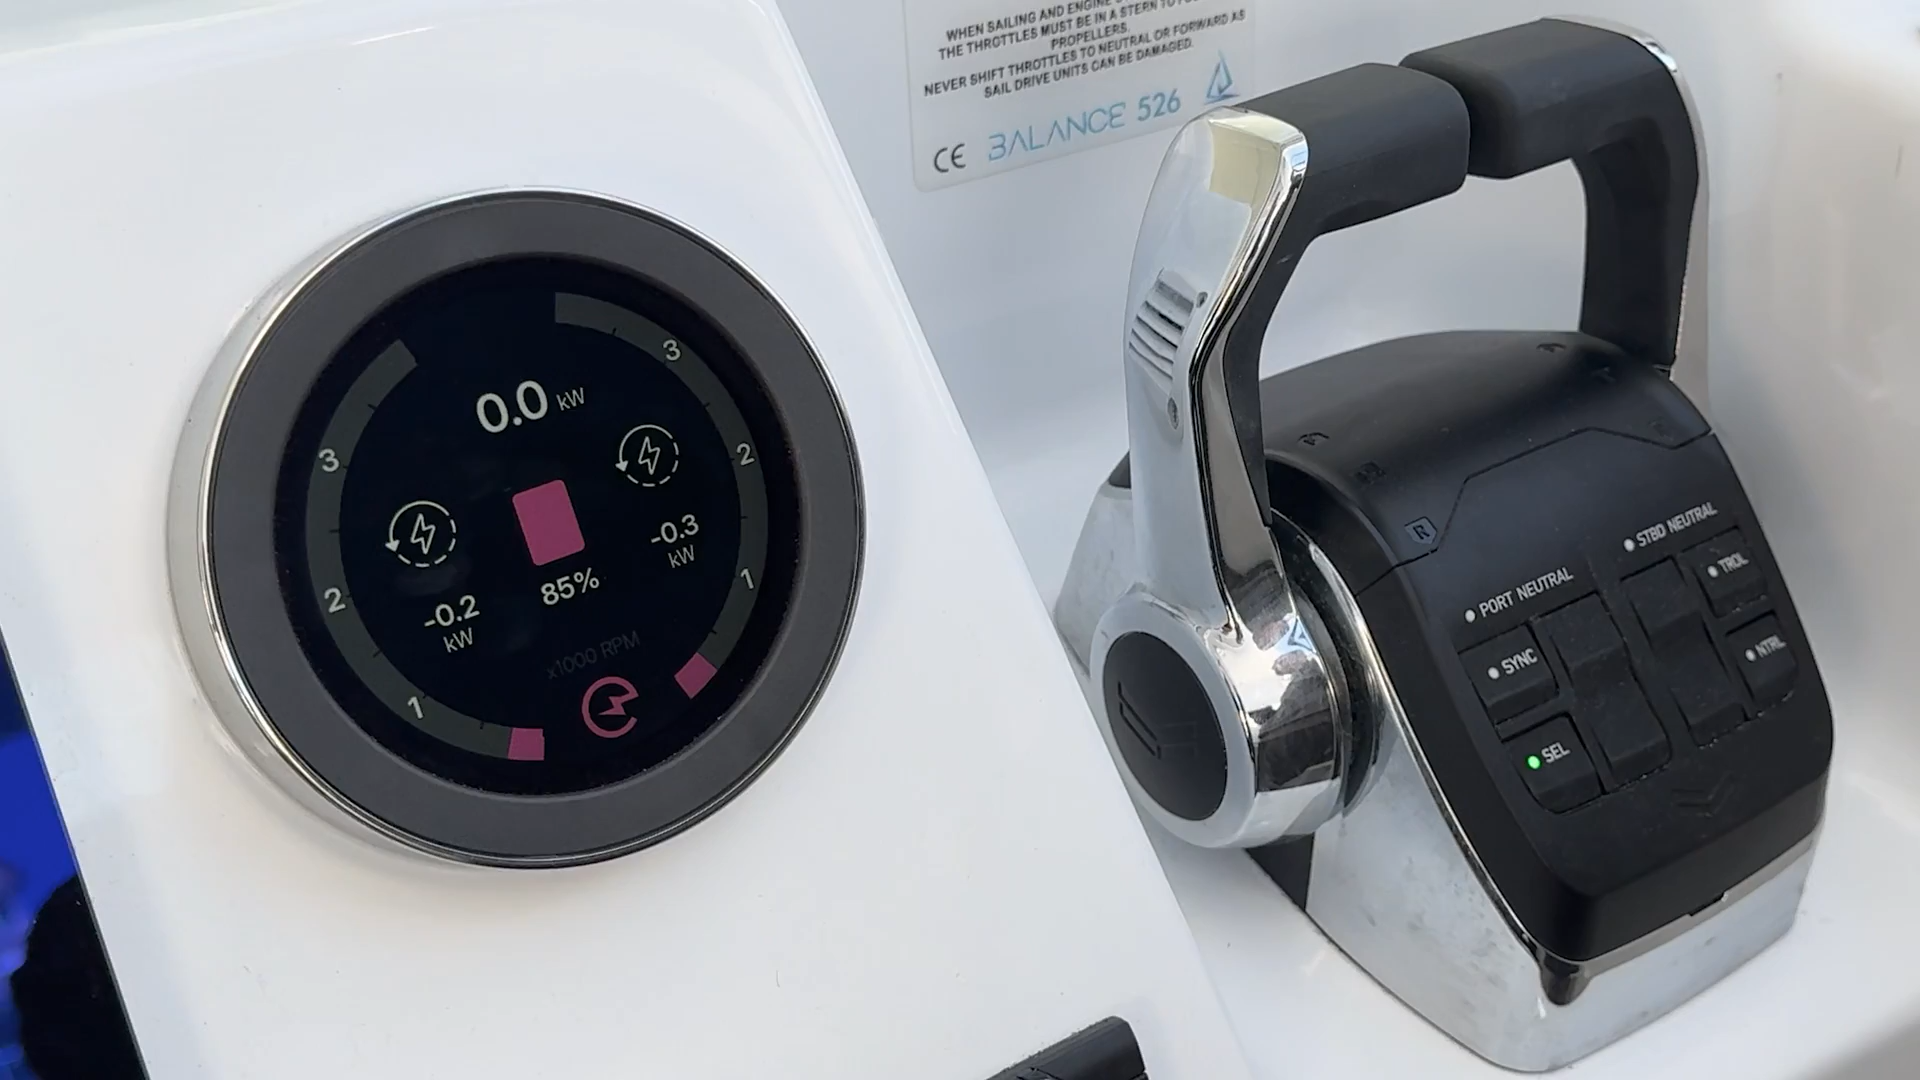 WHEN SAILING AND ENGINE
THE THROTTLES MUST BE IN A STERN TO
PROPELLERS.
NEVER SHIFT THROTTLES TO NEUTRAL OR FORWARD AS
SAIL DRIVE UNITS CAN BE DAMAGED.
CE BALANCE 526
3
3
0.0 kW
2
-0.3
kW
85%
1
2
-0.2
kW
x1000 RPM
1
R
STBD NEUTRAL
PORT NEUTRAL
TROL
SYNC
NTRL
SEL